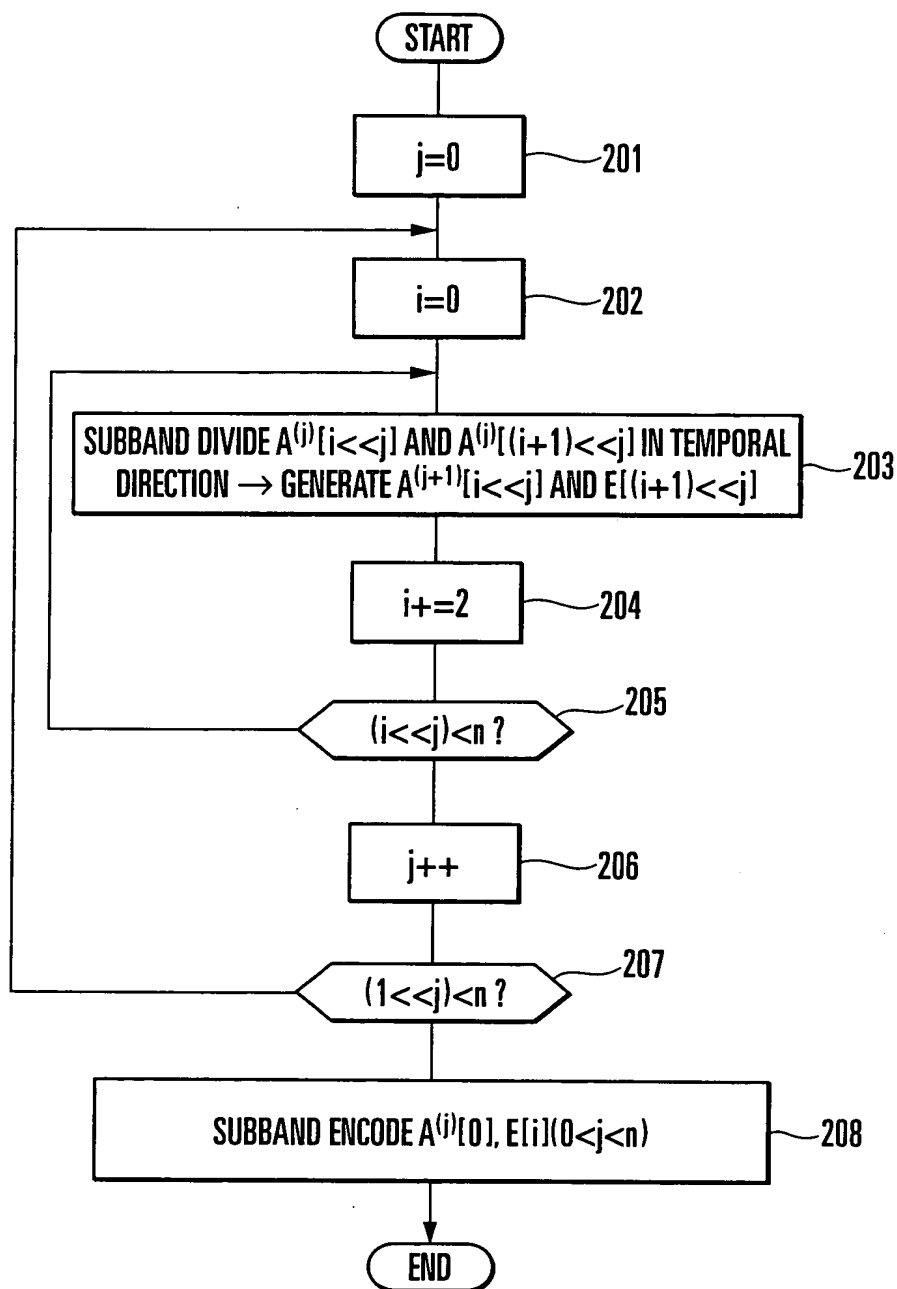 START
j=0
201
i=0
202
SUBBAND DIVIDE A^(j)[i<<j] AND A^(j)[(i+1)<<j] IN TEMPORAL
DIRECTION → GENERATE A^(j+1)[i<<j] AND E[(i+1)<<j]
203
i+=2
204
(i<<j)<n ?
205
j++
206
(1<<j)<n ?
207
SUBBAND ENCODE A^(j)[0], E[i](0<j<n)
208
END